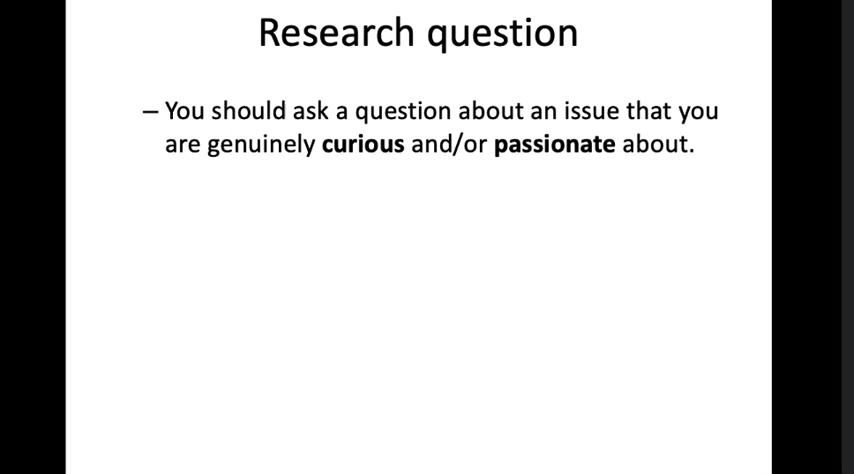 Research question
– You should ask a question about an issue that you
are genuinely curious and/or passionate about.